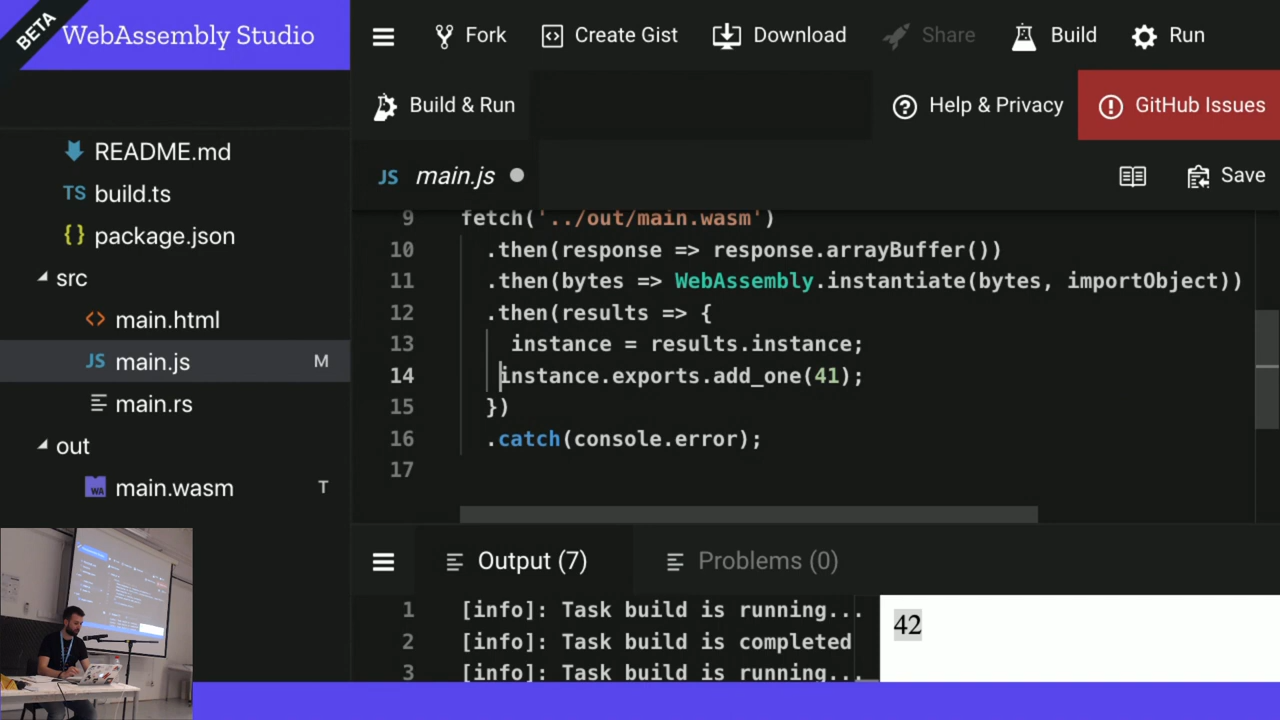 BETA
WebAssembly Studio
Fork
Create Gist
Download
Share
Build
Run
Build & Run
Help & Privacy
GitHub Issues
README.md
TS build.ts
{} package.json
src
<> main.html
JS main.js M
main.rs
out
WA main.wasm T
JS main.js
Save
9 fetch('../out/main.wasm')
10 .then(response => response.arrayBuffer())
11 .then(bytes => WebAssembly.instantiate(bytes, importObject))
12 .then(results => {
13 instance = results.instance;
14 instance.exports.add_one(41);
15 })
16 .catch(console.error);
17
Output (7)
Problems (0)
1 [info]: Task build is running...
2 [info]: Task build is completed
3 [info]: Task build is running...
42